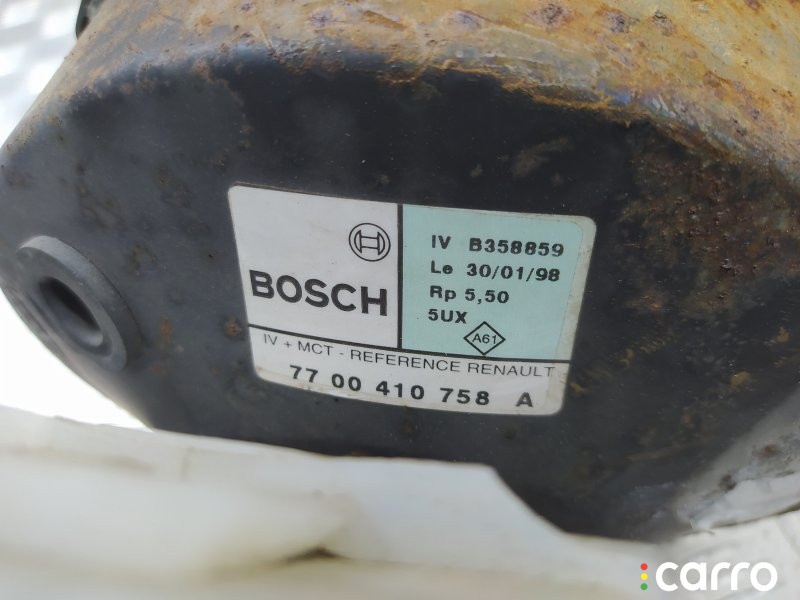 BOSCH
IV B358859
Le 30/01/98
Rp 5,50
5UX
A61
IV + MCT - REFERENCE RENAULT
77 00 410 758 A
carro